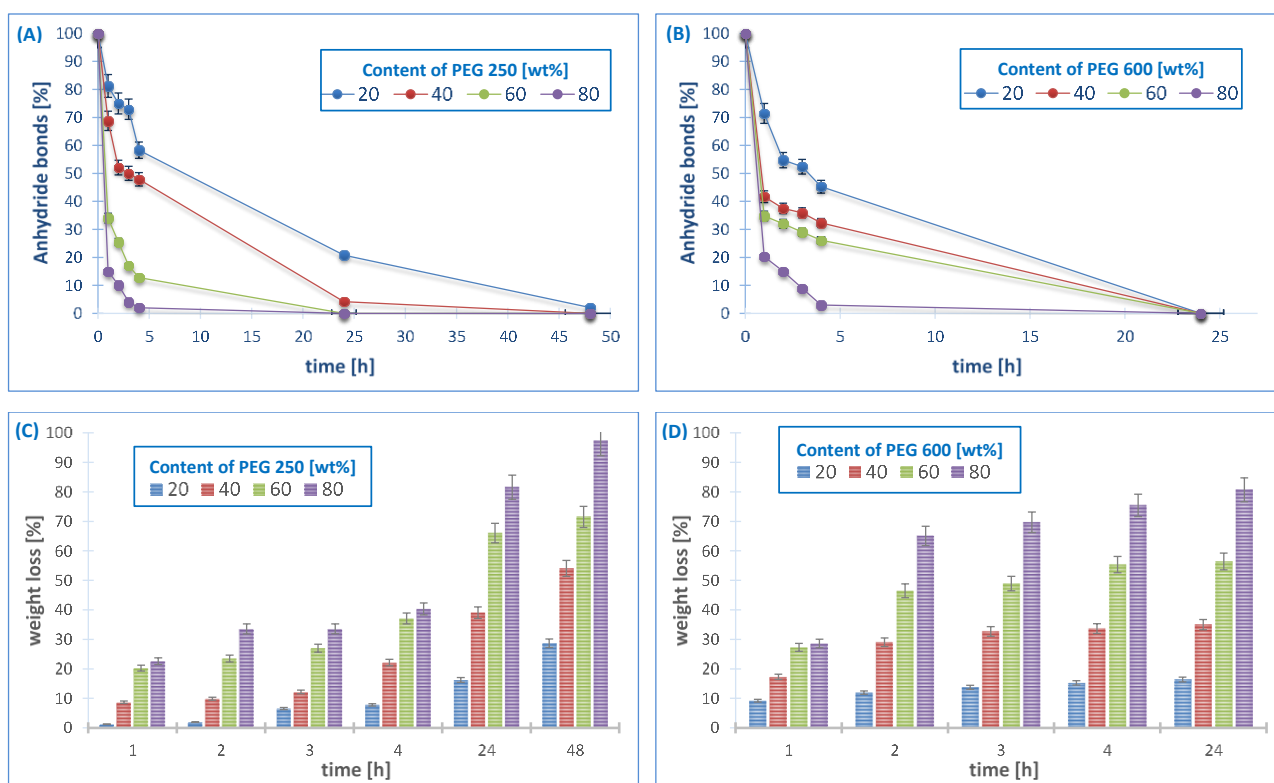 (A)
Content of PEG 250 [wt%]
20 40 60 80
Anhydride bonds [%]
100
90
80
70
60
50
40
30
20
10
0
0 5 10 15 20 25 30 35 40 45 50
time [h]
(B)
Content of PEG 600 [wt%]
20 40 60 80
Anhydride bonds [%]
100
90
80
70
60
50
40
30
20
10
0
0 5 10 15 20 25
time [h]
(C)
Content of PEG 250 [wt%]
20 40 60 80
weight loss [%]
100
90
80
70
60
50
40
30
20
10
0
1 2 3 4 24 48
time [h]
(D)
Content of PEG 600 [wt%]
20 40 60 80
weight loss [%]
100
90
80
70
60
50
40
30
20
10
0
1 2 3 4 24
time [h]